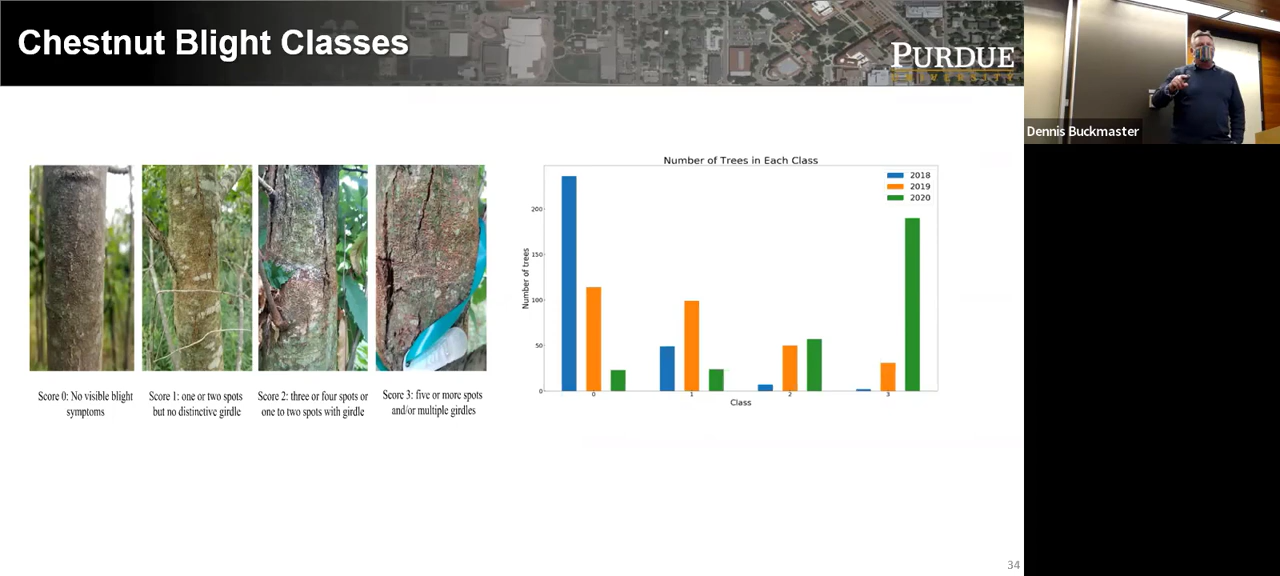 Chestnut Blight Classes
PURDUE
UNIVERSITY
Dennis Buckmaster
Score 0: No visible blight
symptoms
Score 1: one or two spots
but no distinctive girdle
Score 2: three or four spots or
one to two spots with girdle
Score 3: five or more spots
and/or multiple girdles
Number of Trees in Each Class
2018
2019
2020
Number of trees
200
150
100
50
0
0 1 2 3
Class
34